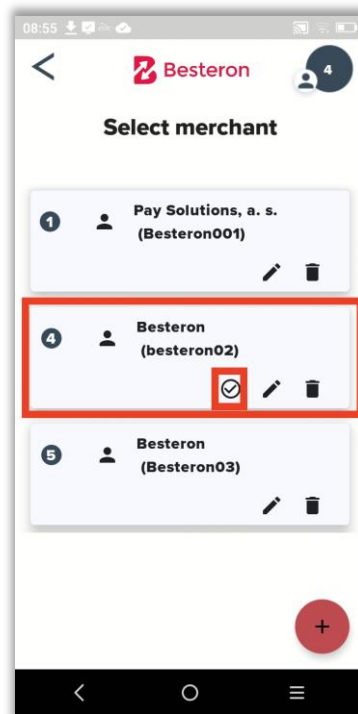 08:55
Besteron
4
Select merchant
1
Pay Solutions, a. s.
(Besteron001)
4
Besteron
(besteron02)
5
Besteron
(Besteron03)
+